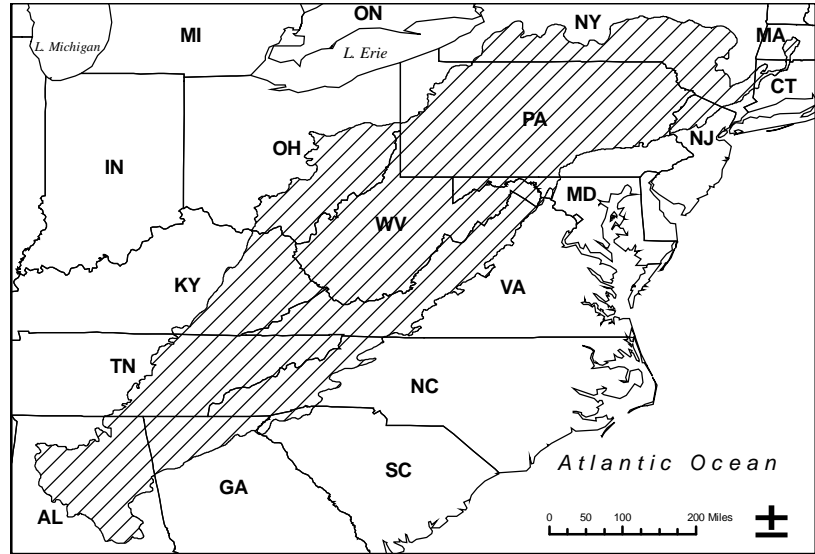 ON
NY
MI
MA
L. Michigan
L. Erie
CT
PA
OH
NJ
IN
MD
WV
KY
VA
TN
NC
Atlantic Ocean
SC
GA
AL
0 50 100 200 Miles